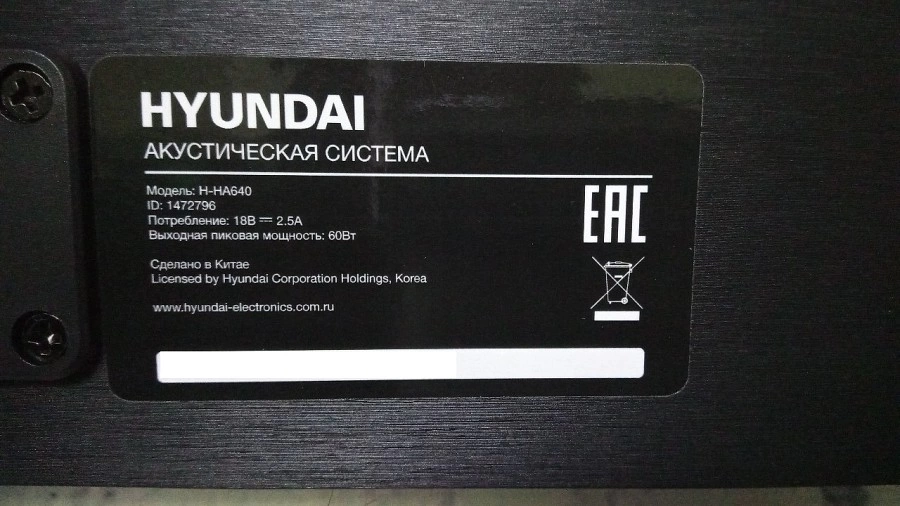 HYUNDAI
АКУСТИЧЕСКАЯ СИСТЕМА
Модель: H-HA640
ID: 1472796
Потребление: 18В ⎓ 2.5А
Выходная пиковая мощность: 60Вт
EAC
Сделано в Китае
Licensed by Hyundai Corporation Holdings, Korea
www.hyundai-electronics.com.ru